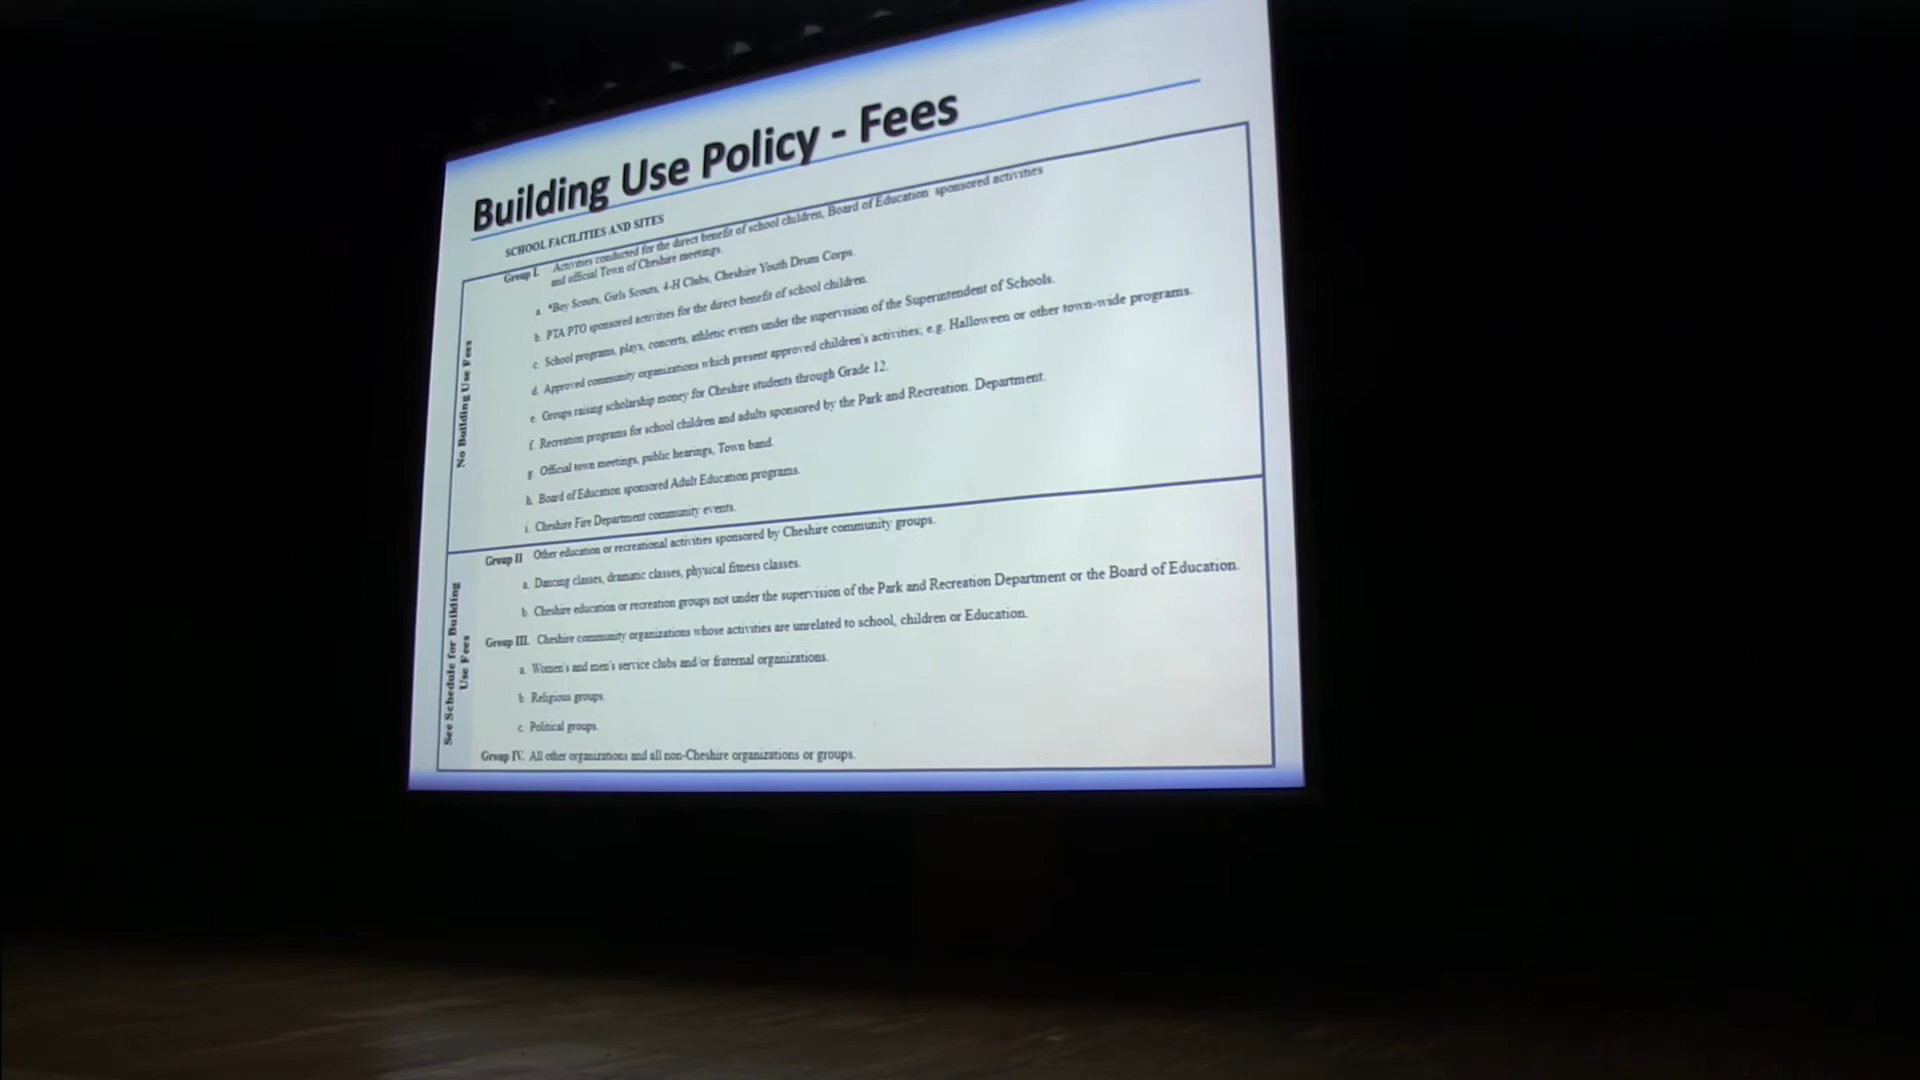 Building Use Policy - Fees
SCHOOL FACILITIES AND SITES
No Building Use Fees
Group I. Activities conducted for the direct benefit of school children, Board of Education sponsored activities
and official Town of Cheshire meetings.
a. *Boy Scouts, Girls Scouts, 4-H Clubs, Cheshire Youth Drum Corps.
b. PTA PTO sponsored activities for the direct benefit of school children.
c. School programs, plays, concerts, athletic events under the supervision of the Superintendent of Schools.
d. Approved community organizations which present approved children's activities; e.g. Halloween or other town-wide programs.
e. Groups raising scholarship money for Cheshire students through Grade 12.
f. Recreation programs for school children and adults sponsored by the Park and Recreation. Department.
g. Official town meetings, public hearings, Town band.
h. Board of Education sponsored Adult Education programs.
i. Cheshire Fire Department community events.
See Schedule for Building
Use Fees
Group II Other education or recreational activities sponsored by Cheshire community groups.
a. Dancing classes, dramatic classes, physical fitness classes.
b. Cheshire education or recreation groups not under the supervision of the Park and Recreation Department or the Board of Education.
Group III. Cheshire community organizations whose activities are unrelated to school, children or Education.
a. Women's and men's service clubs and/or fraternal organizations.
b. Religious groups.
c. Political groups.
Group IV. All other organizations and all non-Cheshire organizations or groups.